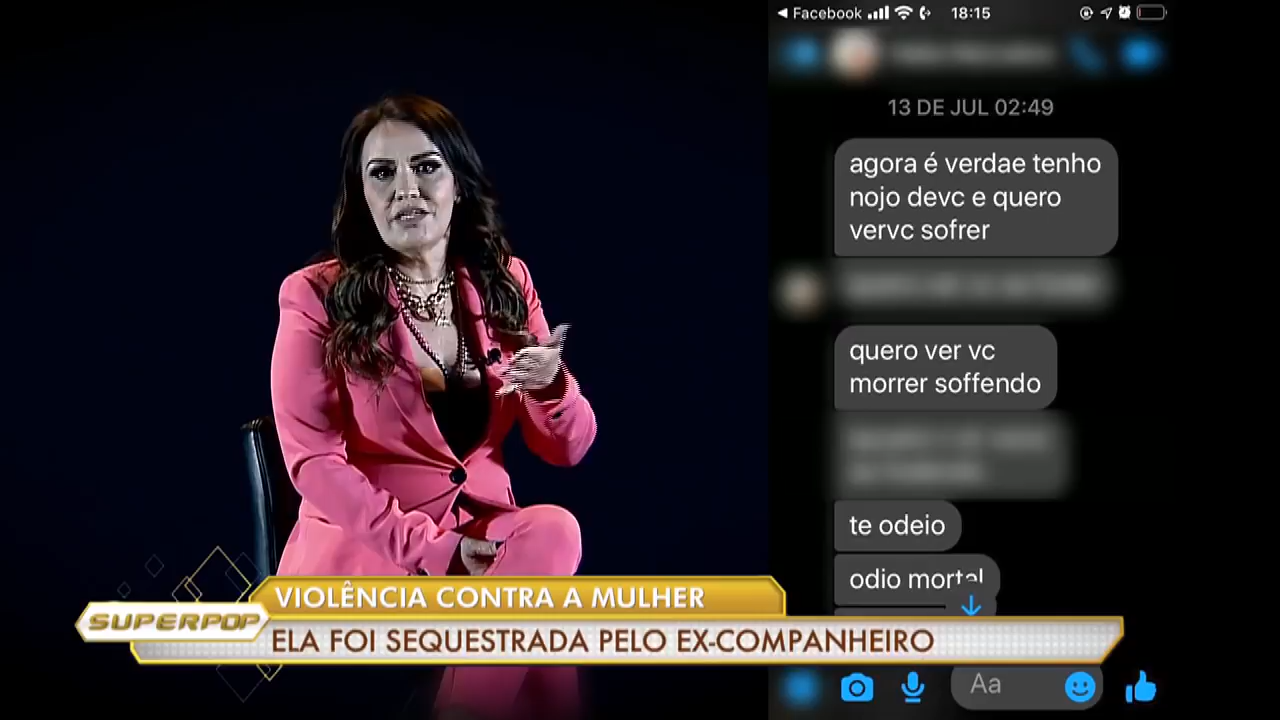 Facebook
18:15
13 DE JUL 02:49
agora é verdae tenho
nojo devc e quero
vervc sofrer
quero ver vc
morrer soffendo
te odeio
odio mortal
Aa
VIOLÊNCIA CONTRA A MULHER
SUPERPOP
ELA FOI SEQUESTRADA PELO EX-COMPANHEIRO